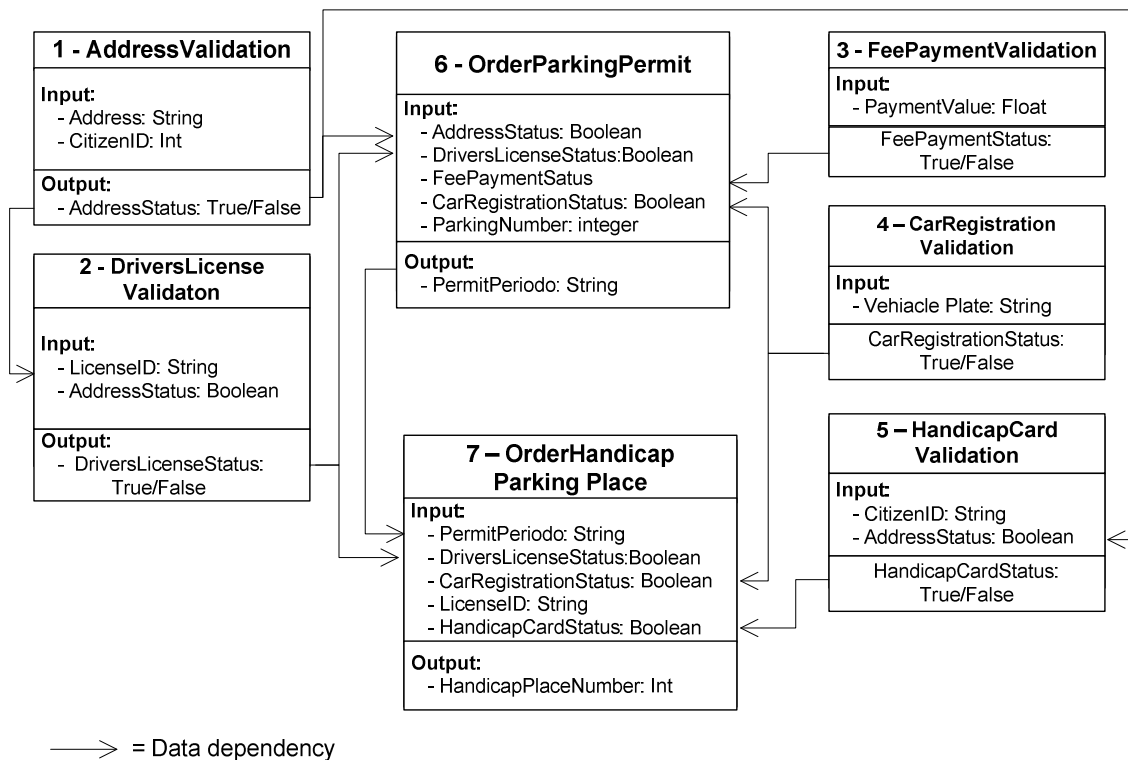 1 - AddressValidation
Input:
- Address: String
- CitizenID: Int
Output:
- AddressStatus: True/False
2 - DriversLicense
Validaton
Input:
- LicenseID: String
- AddressStatus: Boolean
Output:
- DriversLicenseStatus:
True/False
6 - OrderParkingPermit
Input:
- AddressStatus: Boolean
- DriversLicenseStatus:Boolean
- FeePaymentSatus
- CarRegistrationStatus: Boolean
- ParkingNumber: integer
Output:
- PermitPeriodo: String
7 – OrderHandicap
Parking Place
Input:
- PermitPeriodo: String
- DriversLicenseStatus:Boolean
- CarRegistrationStatus: Boolean
- LicenseID: String
- HandicapCardStatus: Boolean
Output:
- HandicapPlaceNumber: Int
3 - FeePaymentValidation
Input:
- PaymentValue: Float
FeePaymentStatus:
True/False
4 – CarRegistration
Validation
Input:
- Vehiacle Plate: String
CarRegistrationStatus:
True/False
5 – HandicapCard
Validation
Input:
- CitizenID: String
- AddressStatus: Boolean
HandicapCardStatus:
True/False
= Data dependency